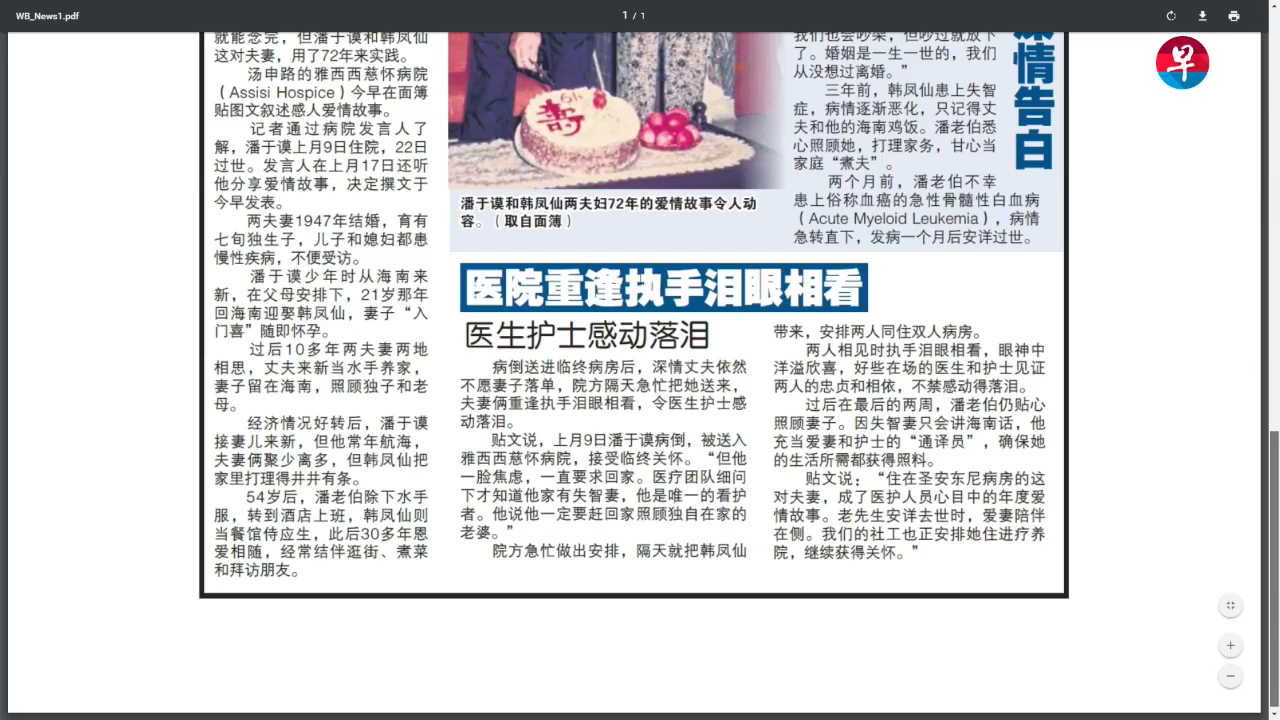 WB_News1.pdf
1 / 1
早
就能念完，但潘于谟和韩凤仙
这对夫妻，用了72年来实践。
汤申路的雅西西慈怀病院
（Assisi Hospice）今早在面簿
贴图文叙述感人爱情故事。
记者通过病院发言人了
解，潘于谟上月9日住院，22日
过世。发言人在上月17日还听
他分享爱情故事，决定撰文于
今早发表。
两夫妻1947年结婚，育有
七旬独生子，儿子和媳妇都患
慢性疾病，不便受访。
潘于谟少年时从海南来
新，在父母安排下，21岁那年
回海南迎娶韩凤仙，妻子“入
门喜”随即怀孕。
过后10多年两夫妻两地
相思，丈夫来新当水手养家，
妻子留在海南，照顾独子和老
母。
经济情况好转后，潘于谟
接妻儿来新，但他常年航海，
夫妻俩聚少离多，但韩凤仙把
家里打理得井井有条。
54岁后，潘老伯除下水手
服，转到酒店上班，韩凤仙则
当餐馆侍应生，此后30多年恩
爱相随，经常结伴逛街、煮菜
和拜访朋友。
寿
潘于谟和韩凤仙两夫妇72年的爱情故事令人动
容。（取自面簿）
我们也会吵架，但吵过就放下
了。婚姻是一生一世的，我们
从没想过离婚。”
三年前，韩凤仙患上失智
症，病情逐渐恶化，只记得丈
夫和他的海南鸡饭。潘老伯悉
心照顾她，打理家务，甘心当
家庭“煮夫”。
两个月前，潘老伯不幸
患上俗称血癌的急性骨髓性白血病
（Acute Myeloid Leukemia），病情
急转直下，发病一个月后安详过世。
情告白
医院重逢执手泪眼相看
医生护士感动落泪
病倒送进临终病房后，深情丈夫依然
不愿妻子落单，院方隔天急忙把她送来，
夫妻俩重逢执手泪眼相看，令医生护士感
动落泪。
贴文说，上月9日潘于谟病倒，被送入
雅西西慈怀病院，接受临终关怀。“但他
一脸焦虑，一直要求回家。医疗团队细问
下才知道他家有失智妻，他是唯一的看护
者。他说他一定要赶回家照顾独自在家的
老婆。”
院方急忙做出安排，隔天就把韩凤仙
带来，安排两人同住双人病房。
两人相见时执手泪眼相看，眼神中
洋溢欣喜，好些在场的医生和护士见证
两人的忠贞和相依，不禁感动得落泪。
过后在最后的两周，潘老伯仍贴心
照顾妻子。因失智妻只会讲海南话，他
充当爱妻和护士的“通译员”，确保她
的生活所需都获得照料。
贴文说：“住在圣安东尼病房的这
对夫妻，成了医护人员心目中的年度爱
情故事。老先生安详去世时，爱妻陪伴
在侧。我们的社工也正安排她住进疗养
院，继续获得关怀。”